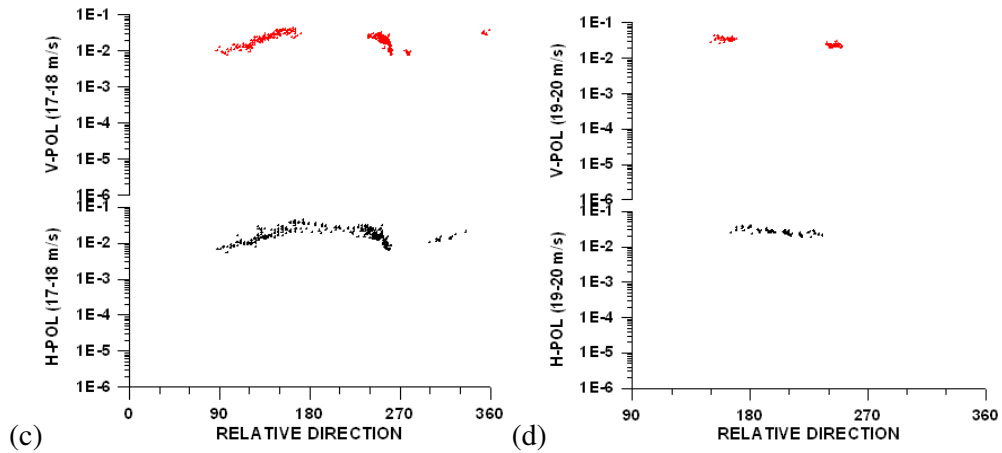 V-POL (17-18 m/s)
1E-1
1E-2
1E-3
1E-4
1E-5
1E-6
H-POL (17-18 m/s)
1E-1
1E-2
1E-3
1E-4
1E-5
1E-6
0 90 180 270 360
RELATIVE DIRECTION
(c)
V-POL (19-20 m/s)
1E-1
1E-2
1E-3
1E-4
1E-5
1E-6
H-POL (19-20 m/s)
1E-1
1E-2
1E-3
1E-4
1E-5
1E-6
90 180 270 360
RELATIVE DIRECTION
(d)